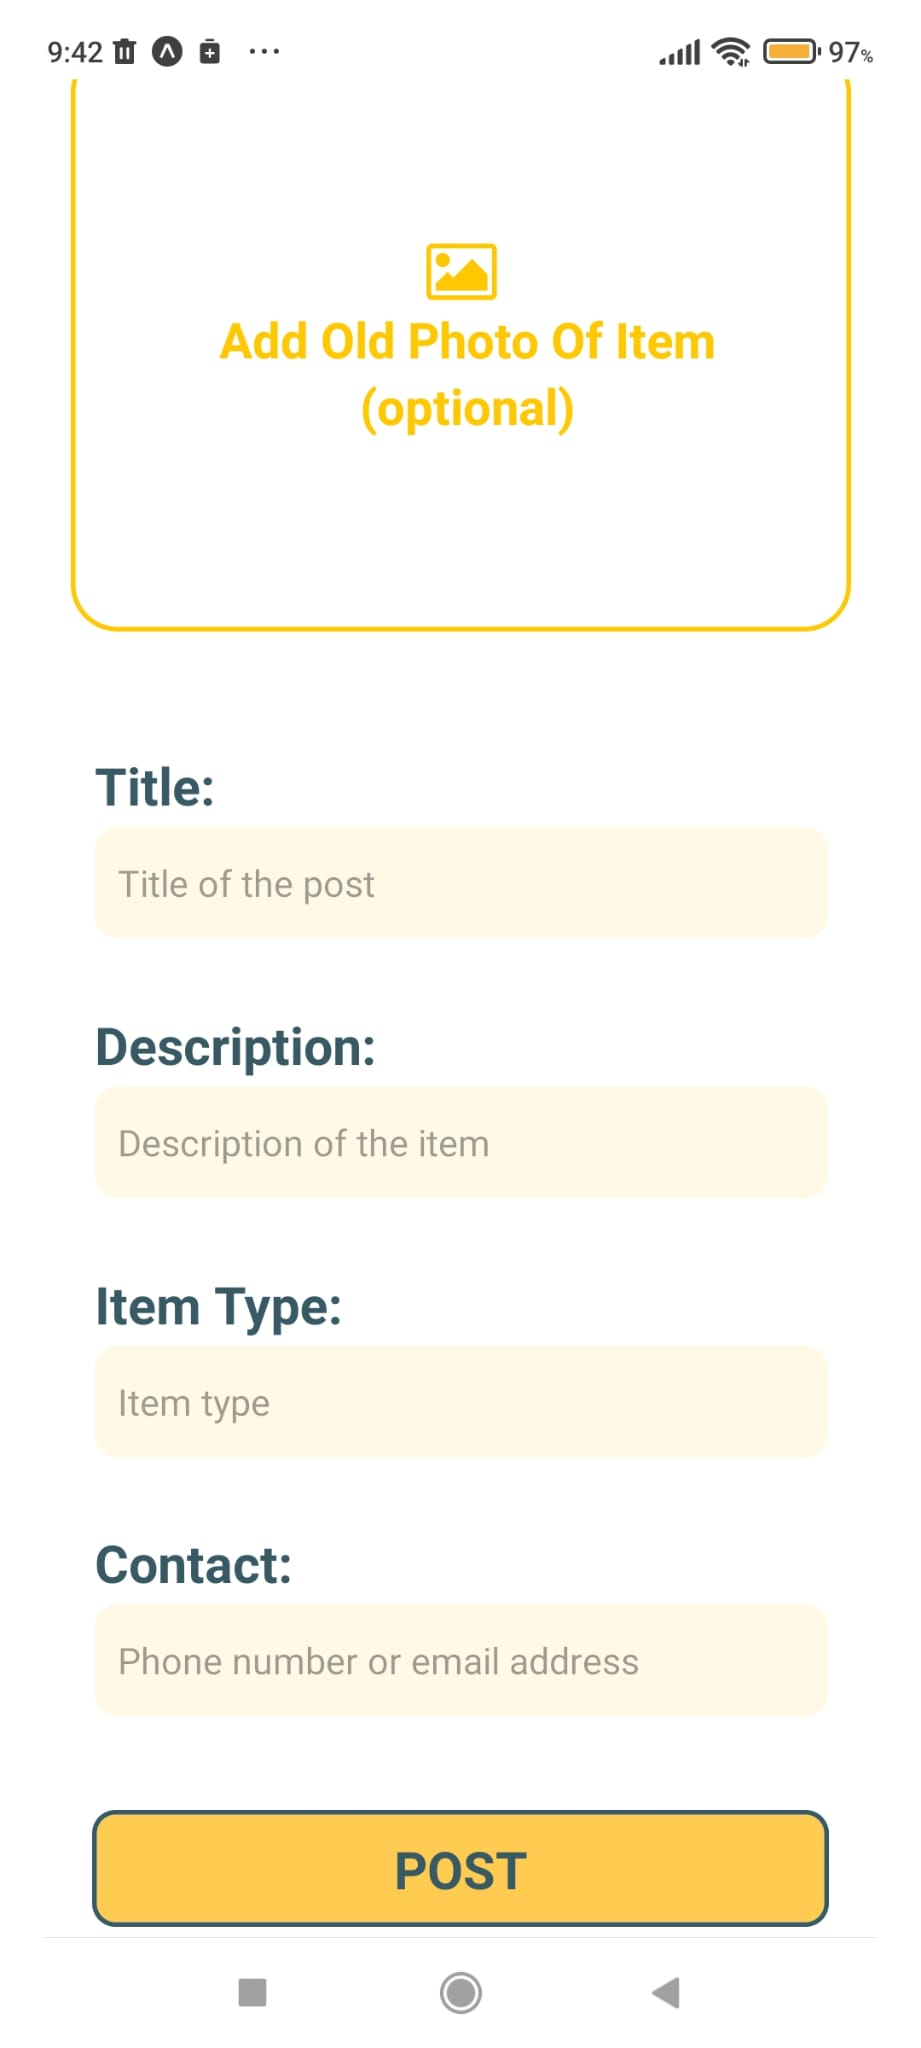 9:42 97%
Add Old Photo Of Item
(optional)
Title:
Title of the post
Description:
Description of the item
Item Type:
Item type
Contact:
Phone number or email address
POST